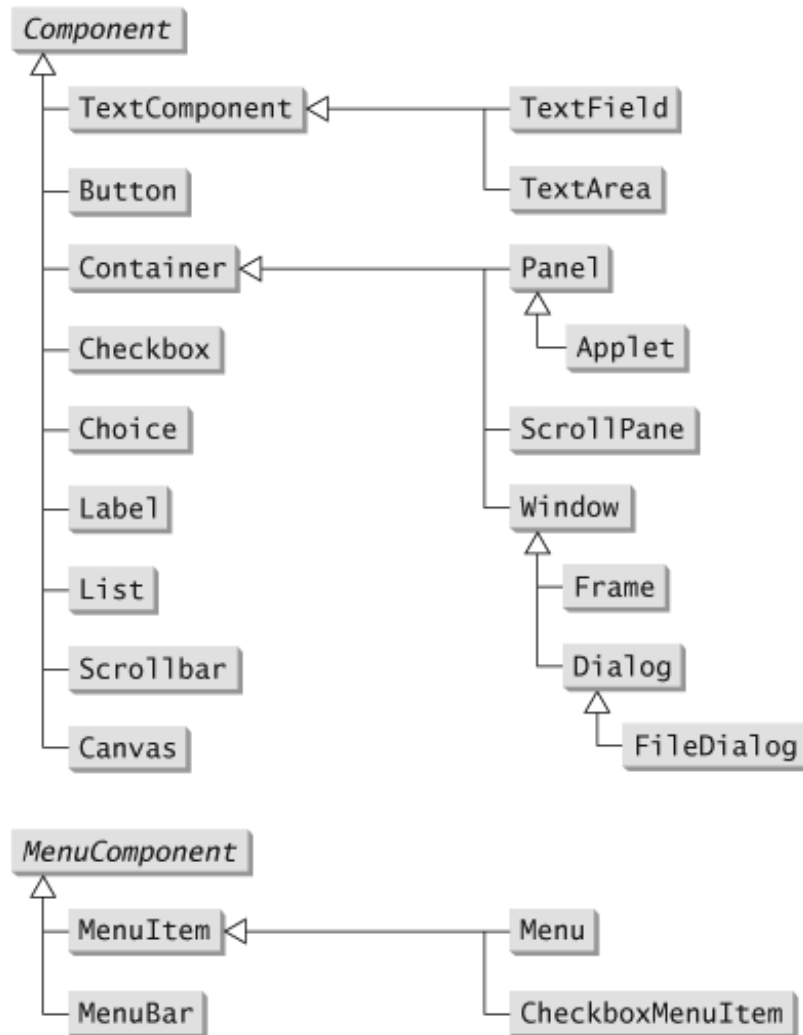 Component
TextComponent
TextField
TextArea
Button
Container
Panel
Applet
Checkbox
Choice
ScrollPane
Label
Window
List
Frame
Scrollbar
Dialog
Canvas
FileDialog
MenuComponent
MenuItem
Menu
MenuBar
CheckboxMenuItem